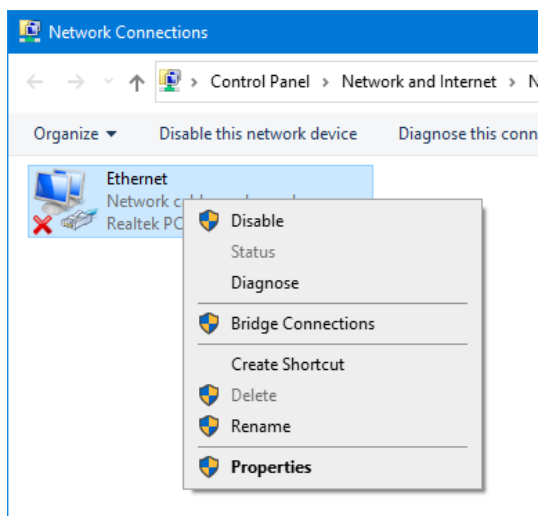 Network Connections
Control Panel > Network and Internet > N
Organize Disable this network device Diagnose this conn
Ethernet
Network
Realtek PC
Disable
Status
Diagnose
Bridge Connections
Create Shortcut
Delete
Rename
Properties